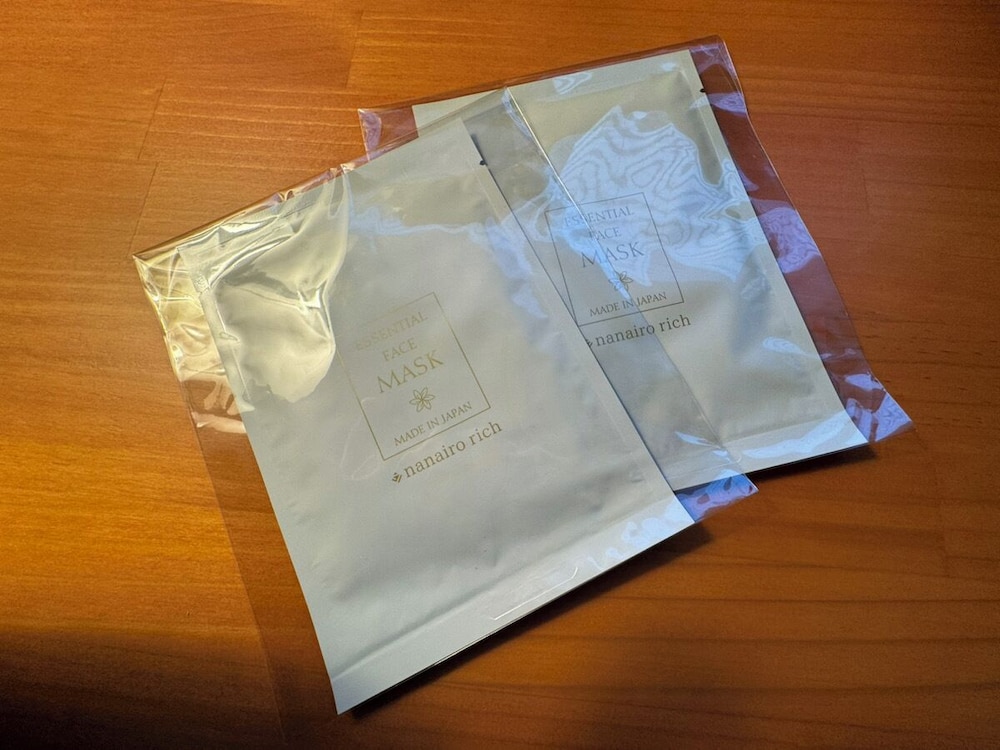 ESSENTIAL
FACE
MASK
MADE IN JAPAN
nanairo rich
ESSENTIAL
FACE
MASK
MADE IN JAPAN
nanairo rich